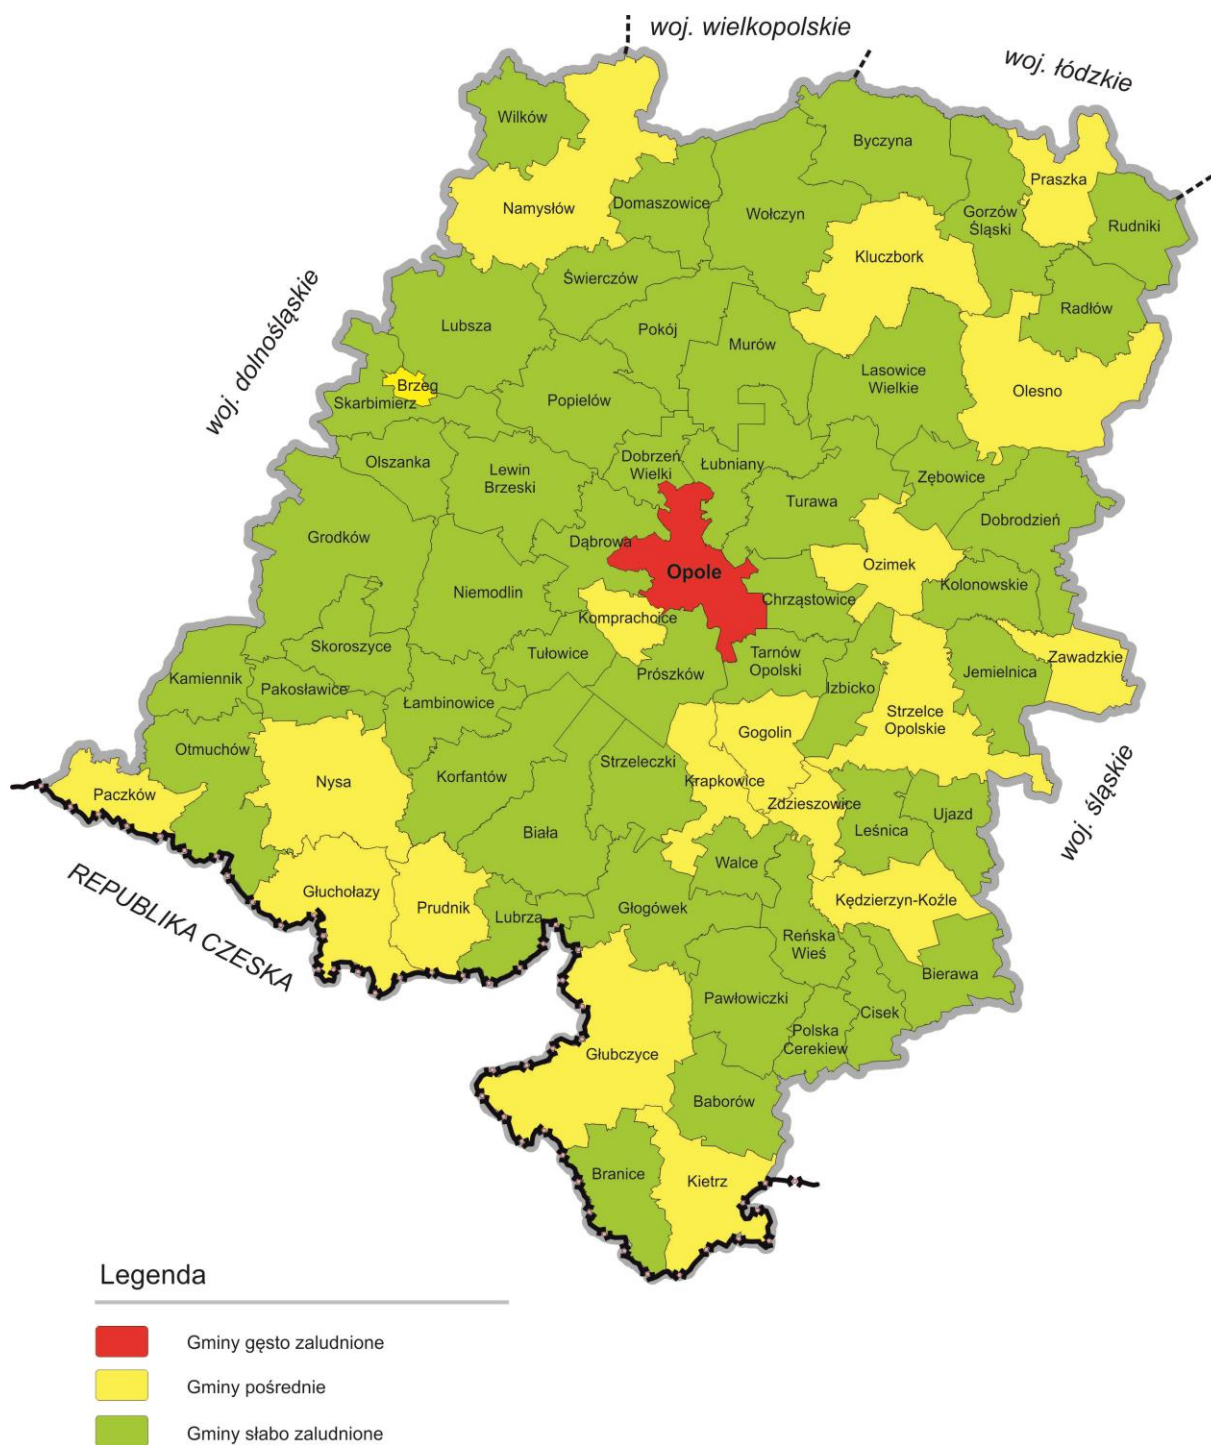 woj. wielkopolskie
woj. łódzkie
Wilków
Byczyna
Praszka
Namysłów
Domaszowice
Wołczyn
Gorzów
Śląski
Rudniki
Kluczbork
Świerczów
Radłów
woj. dolnośląskie
Lubsza
Pokój
Murów
Lasowice
Wielkie
Brzeg
Skarbimierz
Popielów
Olesno
Olszanka
Lewin
Brzeski
Dobrzeń
Wielki
Łubniany
Zębowice
Turawa
Dobrodzień
Grodków
Dąbrowa
Opole
Ozimek
Niemodlin
Chrząstowice
Kolonowskie
Komprachcice
Skoroszyce
Tułowice
Prószków
Tarnów
Opolski
Zawadzkie
Kamiennik
Pakosławice
Łambinowice
Izbicko
Jemielnica
Strzelce
Opolskie
Otmuchów
Gogolin
Nysa
Korfantów
Strzeleczki
Krapkowice
woj. śląskie
Paczków
Zdzieszowice
Ujazd
Leśnica
Biała
Walce
REPUBLIKA CZESKA
Głuchołazy
Prudnik
Lubrza
Głogówek
Kędzierzyn-Koźle
Reńska
Wieś
Bierawa
Pawłowiczki
Cisek
Polska
Cerekiew
Głubczyce
Baborów
Branice
Kietrz
Legenda
Gminy gęsto zaludnione
Gminy pośrednie
Gminy słabo zaludnione